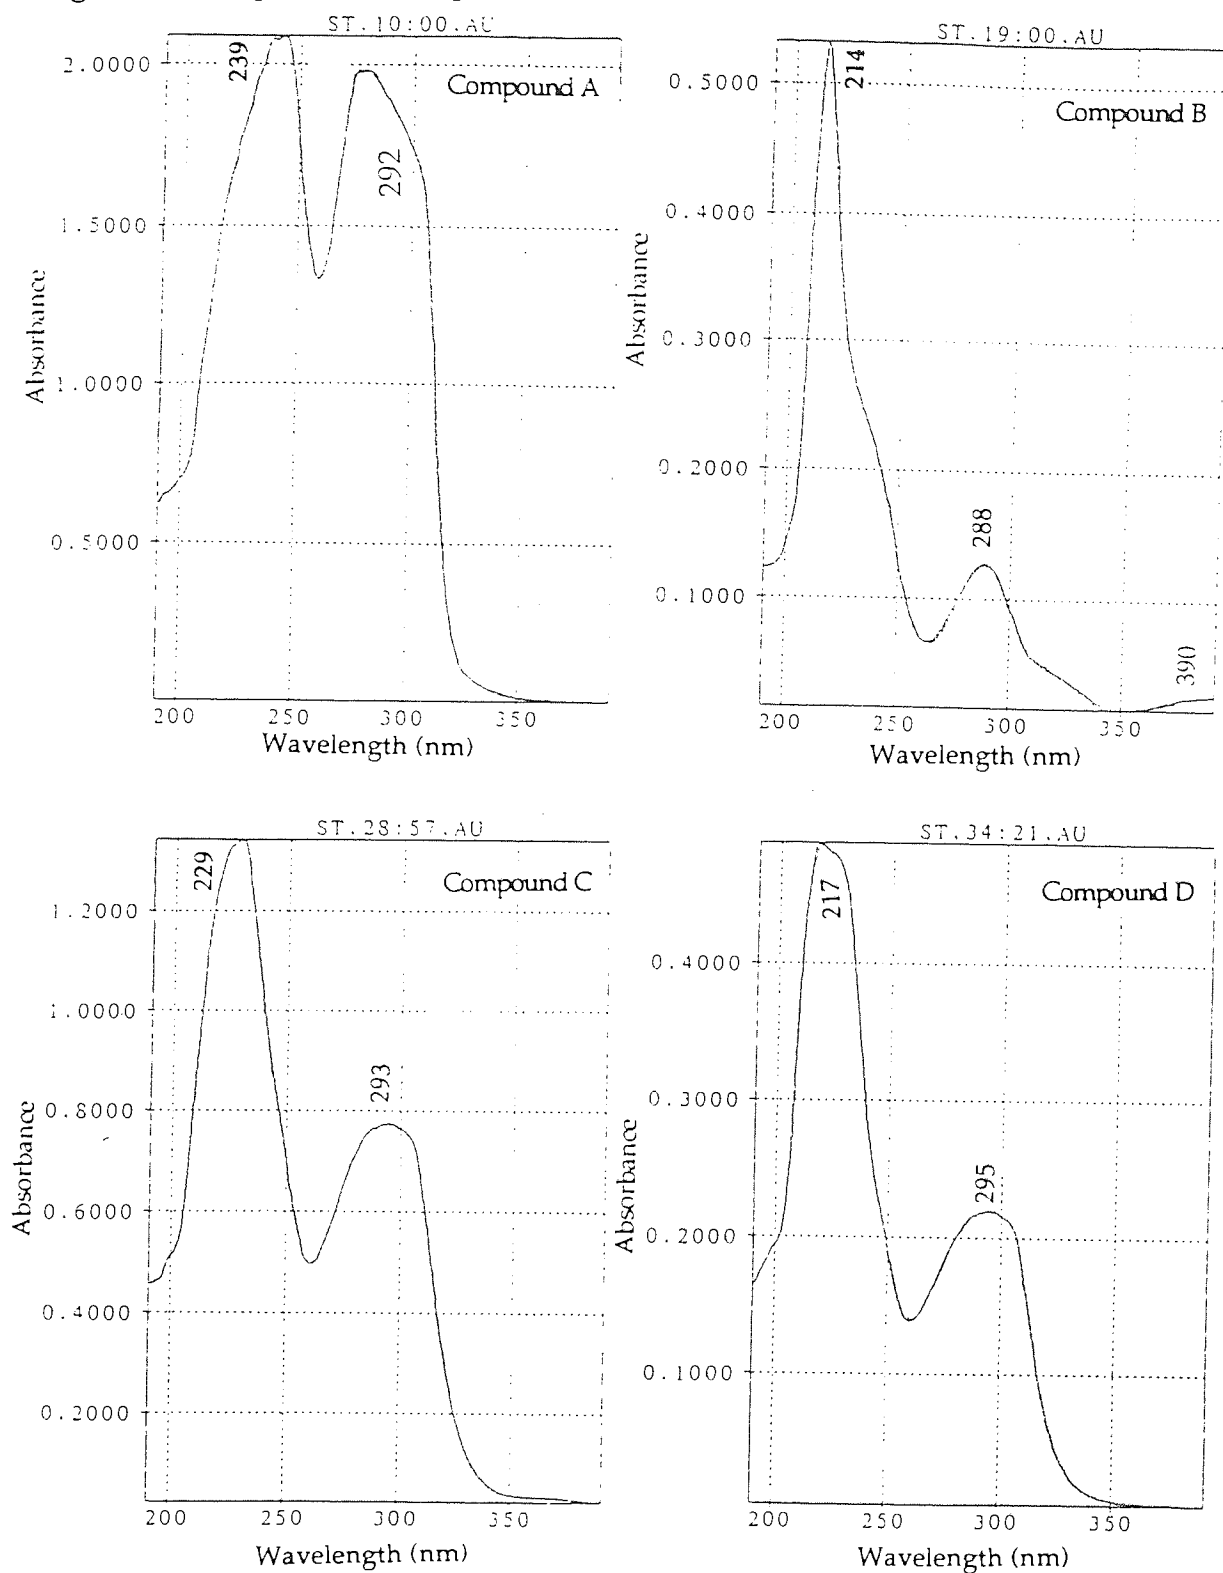 ST.10:00.AU
239
2.0000
Compound A
292
1.5000
1.0000
0.5000
Absorbance
200 250 300 350
Wavelength (nm)
ST.19:00.AU
214
0.5000
Compound B
0.4000
0.3000
0.2000
288
0.1000
390
Absorbance
200 250 300 350
Wavelength (nm)
ST.28:57.AU
229
Compound C
1.2000
1.0000
293
0.8000
0.6000
0.4000
0.2000
Absorbance
200 250 300 350
Wavelength (nm)
ST.34:21.AU
217
Compound D
0.4000
0.3000
295
0.2000
0.1000
Absorbance
200 250 300 350
Wavelength (nm)